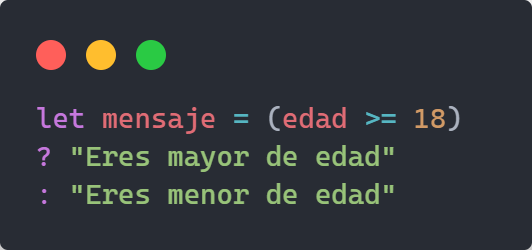 let mensaje = (edad >= 18)
? "Eres mayor de edad"
: "Eres menor de edad"